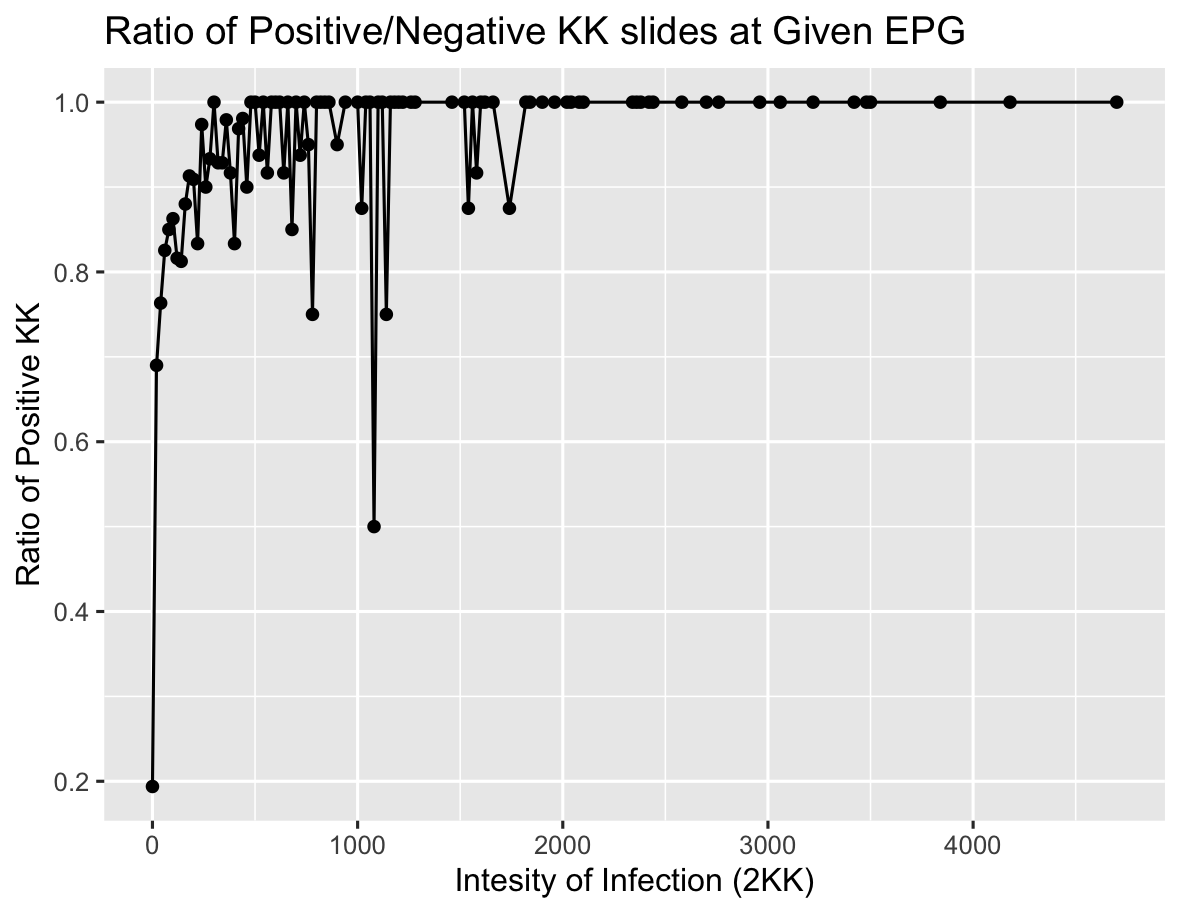 Ratio of Positive/Negative KK slides at Given EPG
Ratio of Positive KK
1.0
0.8
0.6
0.4
0.2
0 1000 2000 3000 4000
Intesity of Infection (2KK)